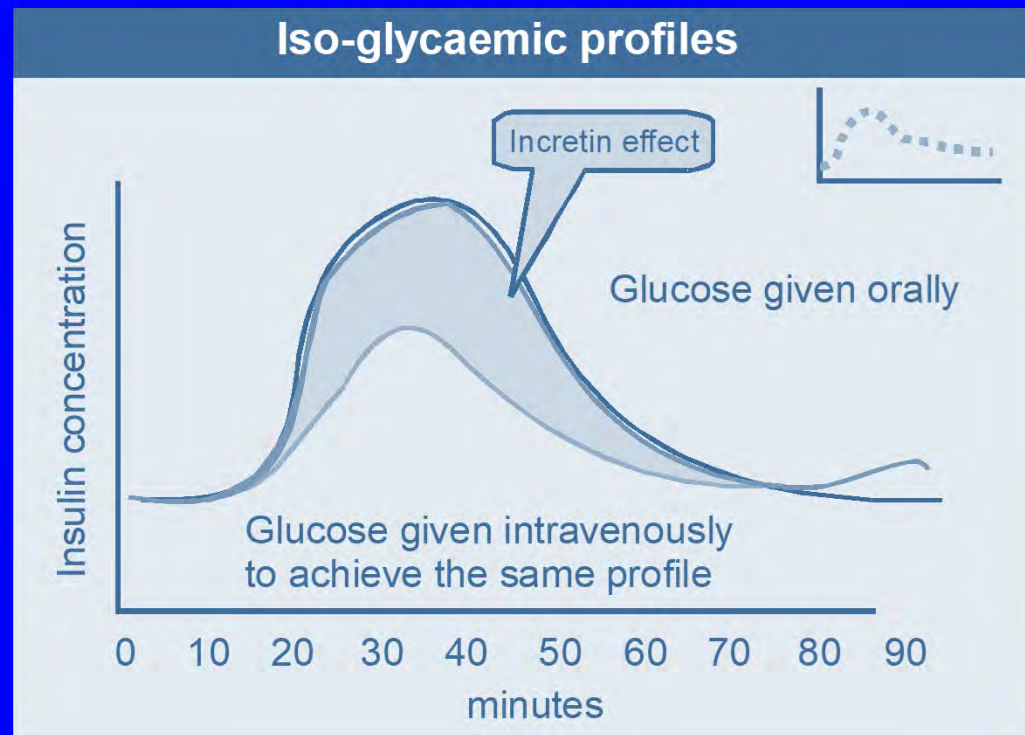 Iso-glycaemic profiles
Incretin effect
Insulin concentration
Glucose given orally
Glucose given intravenously
to achieve the same profile
0 10 20 30 40 50 60 70 80 90
minutes